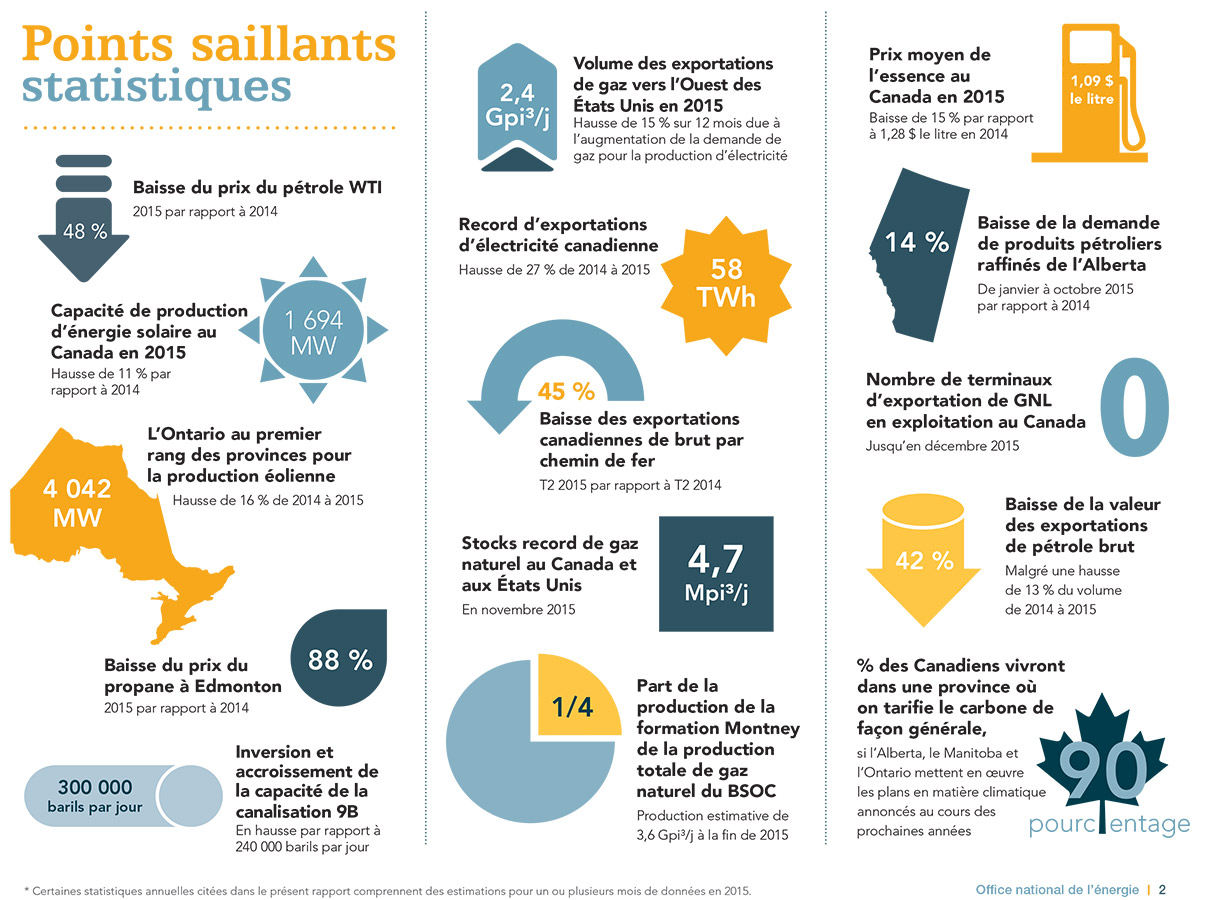 Points saillants
statistiques
48 %
Baisse du prix du pétrole WTI
2015 par rapport à 2014
Capacité de production
d’énergie solaire au
Canada en 2015
Hausse de 11 % par
rapport à 2014
1 694
MW
L’Ontario au premier
rang des provinces pour
la production éolienne
Hausse de 16 % de 2014 à 2015
4 042
MW
Baisse du prix du
propane à Edmonton
2015 par rapport à 2014
88 %
300 000
barils par jour
Inversion et
accroissement de
la capacité de la
canalisation 9B
En hausse par rapport à
240 000 barils par jour
2,4
Gpi³/j
Volume des exportations
de gaz vers l’Ouest des
États Unis en 2015
Hausse de 15 % sur 12 mois due à
l’augmentation de la demande de
gaz pour la production d’électricité
Record d’exportations
d’électricité canadienne
Hausse de 27 % de 2014 à 2015
58
TWh
45 %
Baisse des exportations
canadiennes de brut par
chemin de fer
T2 2015 par rapport à T2 2014
Stocks record de gaz
naturel au Canada et
aux États Unis
En novembre 2015
4,7
Mpi³/j
1/4
Part de la
production de la
formation Montney
de la production
totale de gaz
naturel du BSOC
Production estimative de
3,6 Gpi³/j à la fin de 2015
Prix moyen de
l’essence au
Canada en 2015
Baisse de 15 % par rapport
à 1,28 $ le litre en 2014
1,09 $
le litre
14 %
Baisse de la demande
de produits pétroliers
raffinés de l’Alberta
De janvier à octobre 2015
par rapport à 2014
Nombre de terminaux
d’exportation de GNL
en exploitation au Canada
Jusqu’en décembre 2015
0
42 %
Baisse de la valeur
des exportations
de pétrole brut
Malgré une hausse
de 13 % du volume
de 2014 à 2015
% des Canadiens vivront
dans une province où
on tarifie le carbone de
façon générale,
si l’Alberta, le Manitoba et
l’Ontario mettent en œuvre
les plans en matière climatique
annoncés au cours des
prochaines années
90
pourcentage
* Certaines statistiques annuelles citées dans le présent rapport comprennent des estimations pour un ou plusieurs mois de données en 2015.
Office national de l’énergie | 2